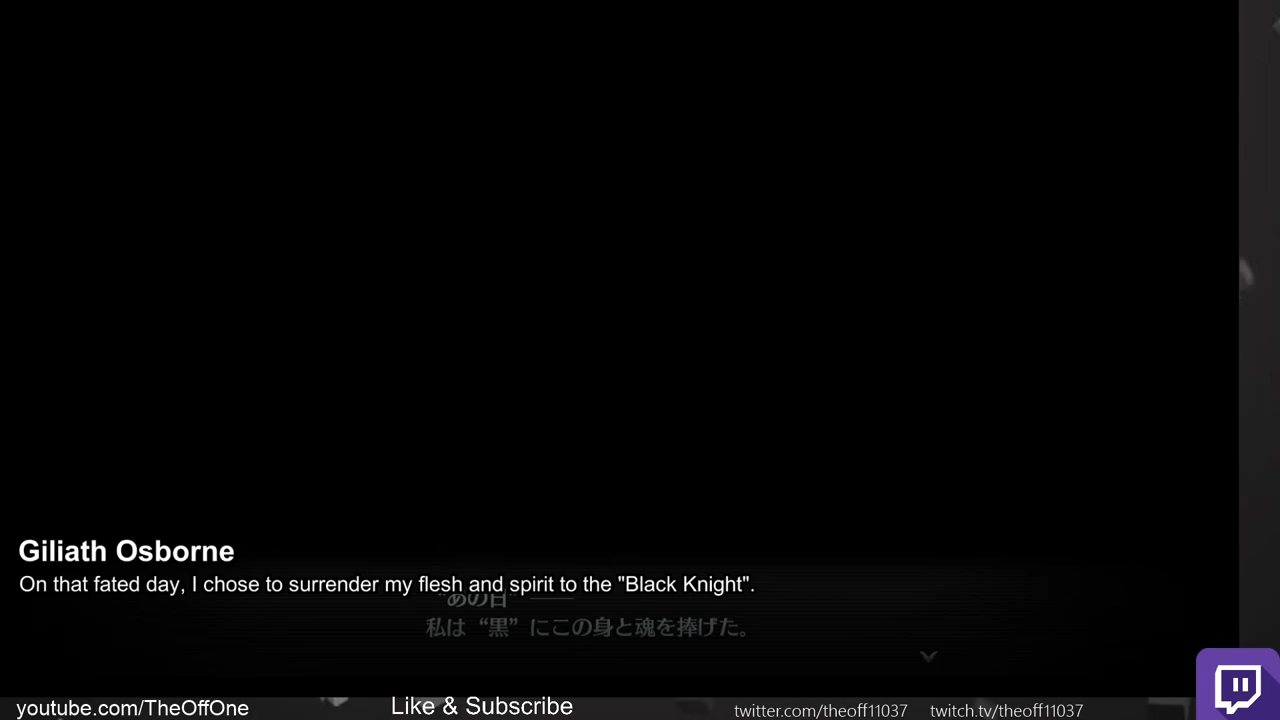 Giliath Osborne
On that fated day, I chose to surrender my flesh and spirit to the "Black Knight".
“あの日”――
私は“黒”にこの身と魂を捧げた。
youtube.com/TheOffOne
Like & Subscribe
twitter.com/theoff11037
twitch.tv/theoff11037